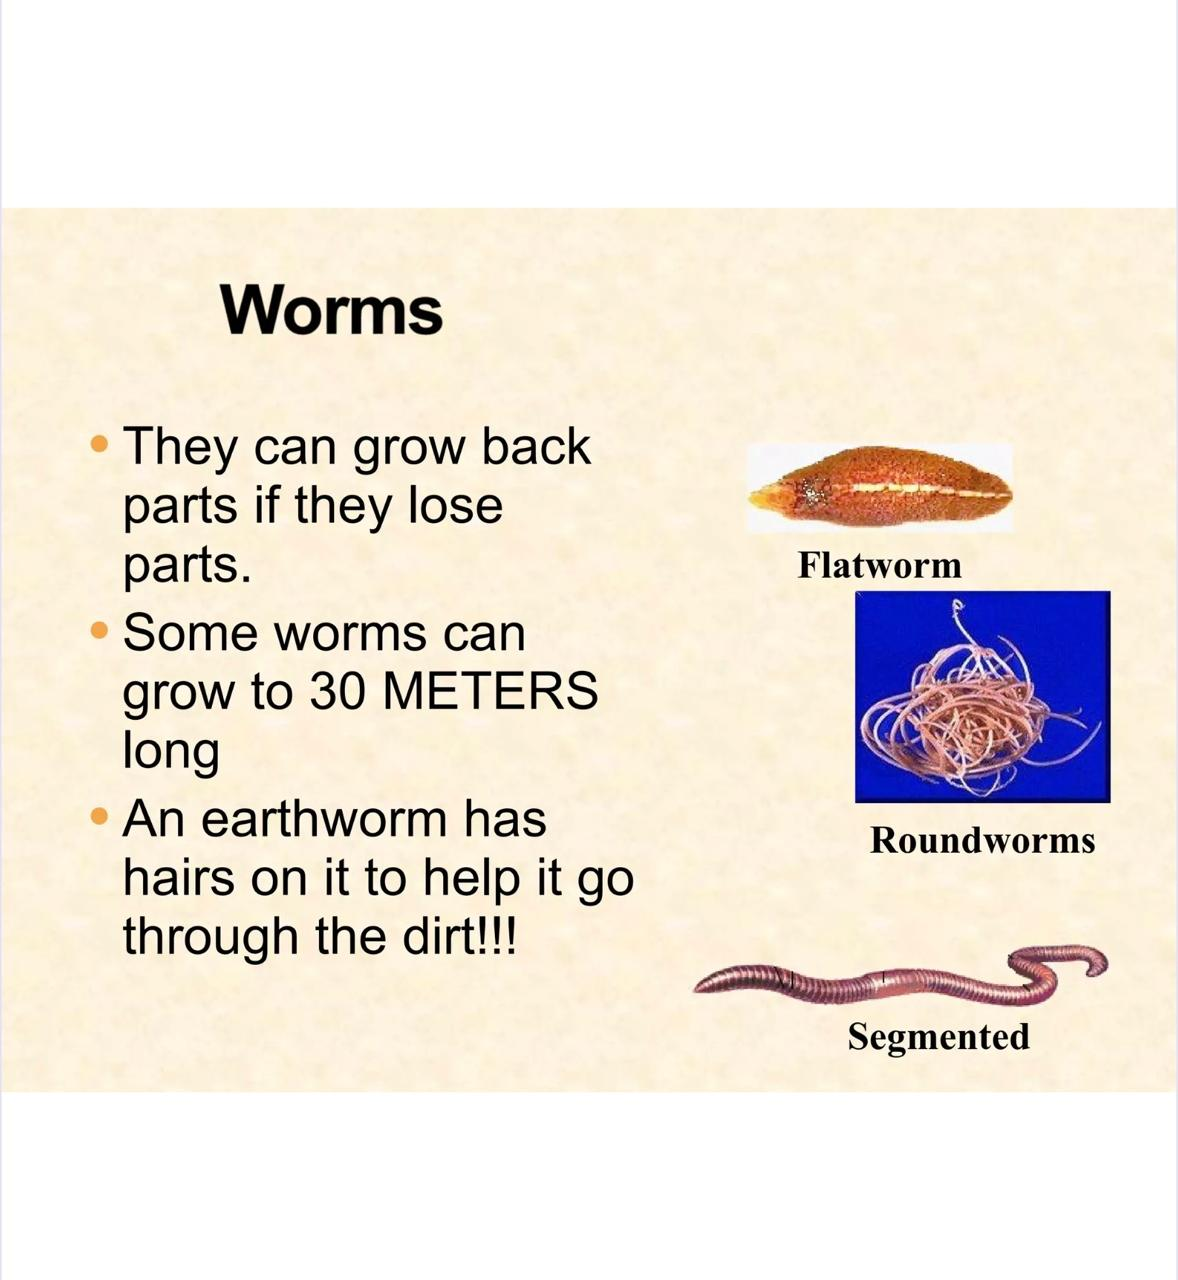 Worms
They can grow back
parts if they lose
parts.
Some worms can
grow to 30 METERS
long
An earthworm has
hairs on it to help it go
through the dirt!!!
Flatworm
Roundworms
Segmented